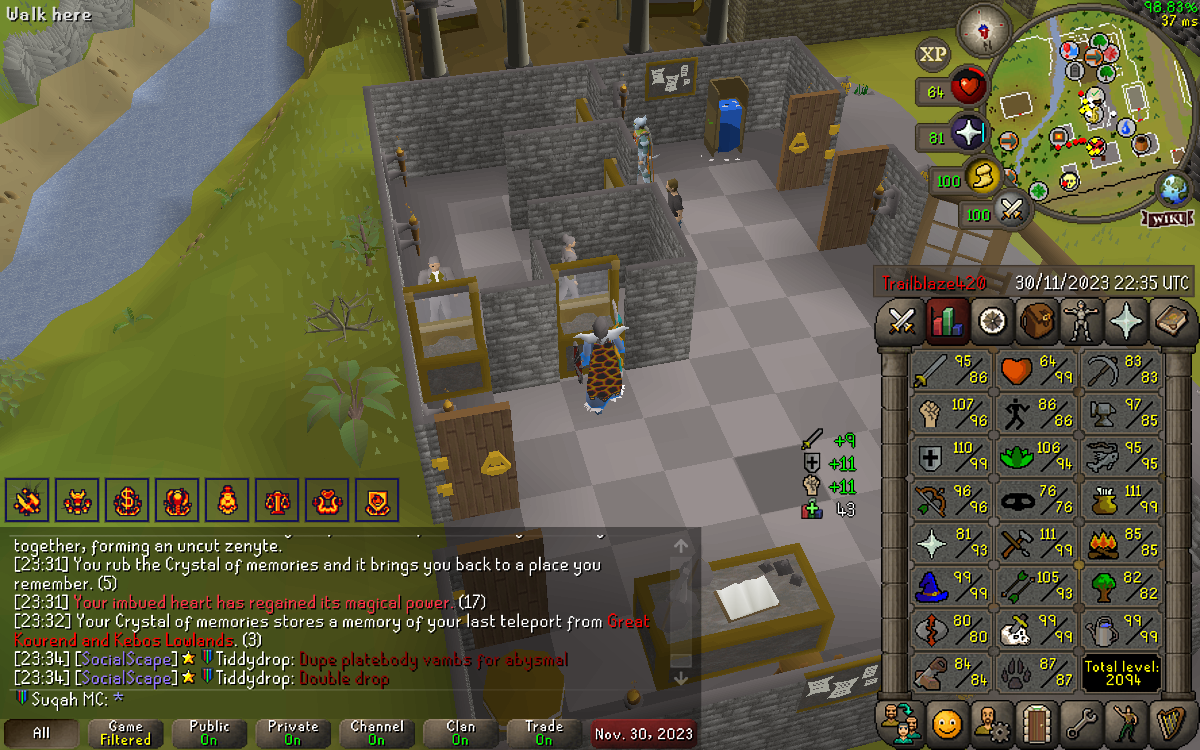 Walk here
98.83%
37 ms
XP
64
81
100
100
WIKI
Trailblaze420 30/11/2023 22:35 UTC
95/86 64/99 83/83
107/96 86/86 97/85
110/99 106/94 95/95
96/96 76/76 111/99
81/93 111/99 85/85
99/99 105/93 82/82
80/80 99/99 99/99
84/84 87/87 Total level: 2094
+9
+11
+11
43
together, forming an uncut zenyte.
[23:31] You rub the Crystal of memories and it brings you back to a place you
remember. (5)
[23:31] Your imbued heart has regained its magical power. (17)
[23:32] Your Crystal of memories stores a memory of your last teleport from Great
Kourend and Kebos Lowlands. (3)
[23:34] [SocialScape] Tiddydrop: Dupe platebody vambs for abysmal
[23:34] [SocialScape] Tiddydrop: Double drop
Suqah MC: *
All
Game
Filtered
Public
On
Private
On
Channel
On
Clan
On
Trade
On
Nov. 30, 2023